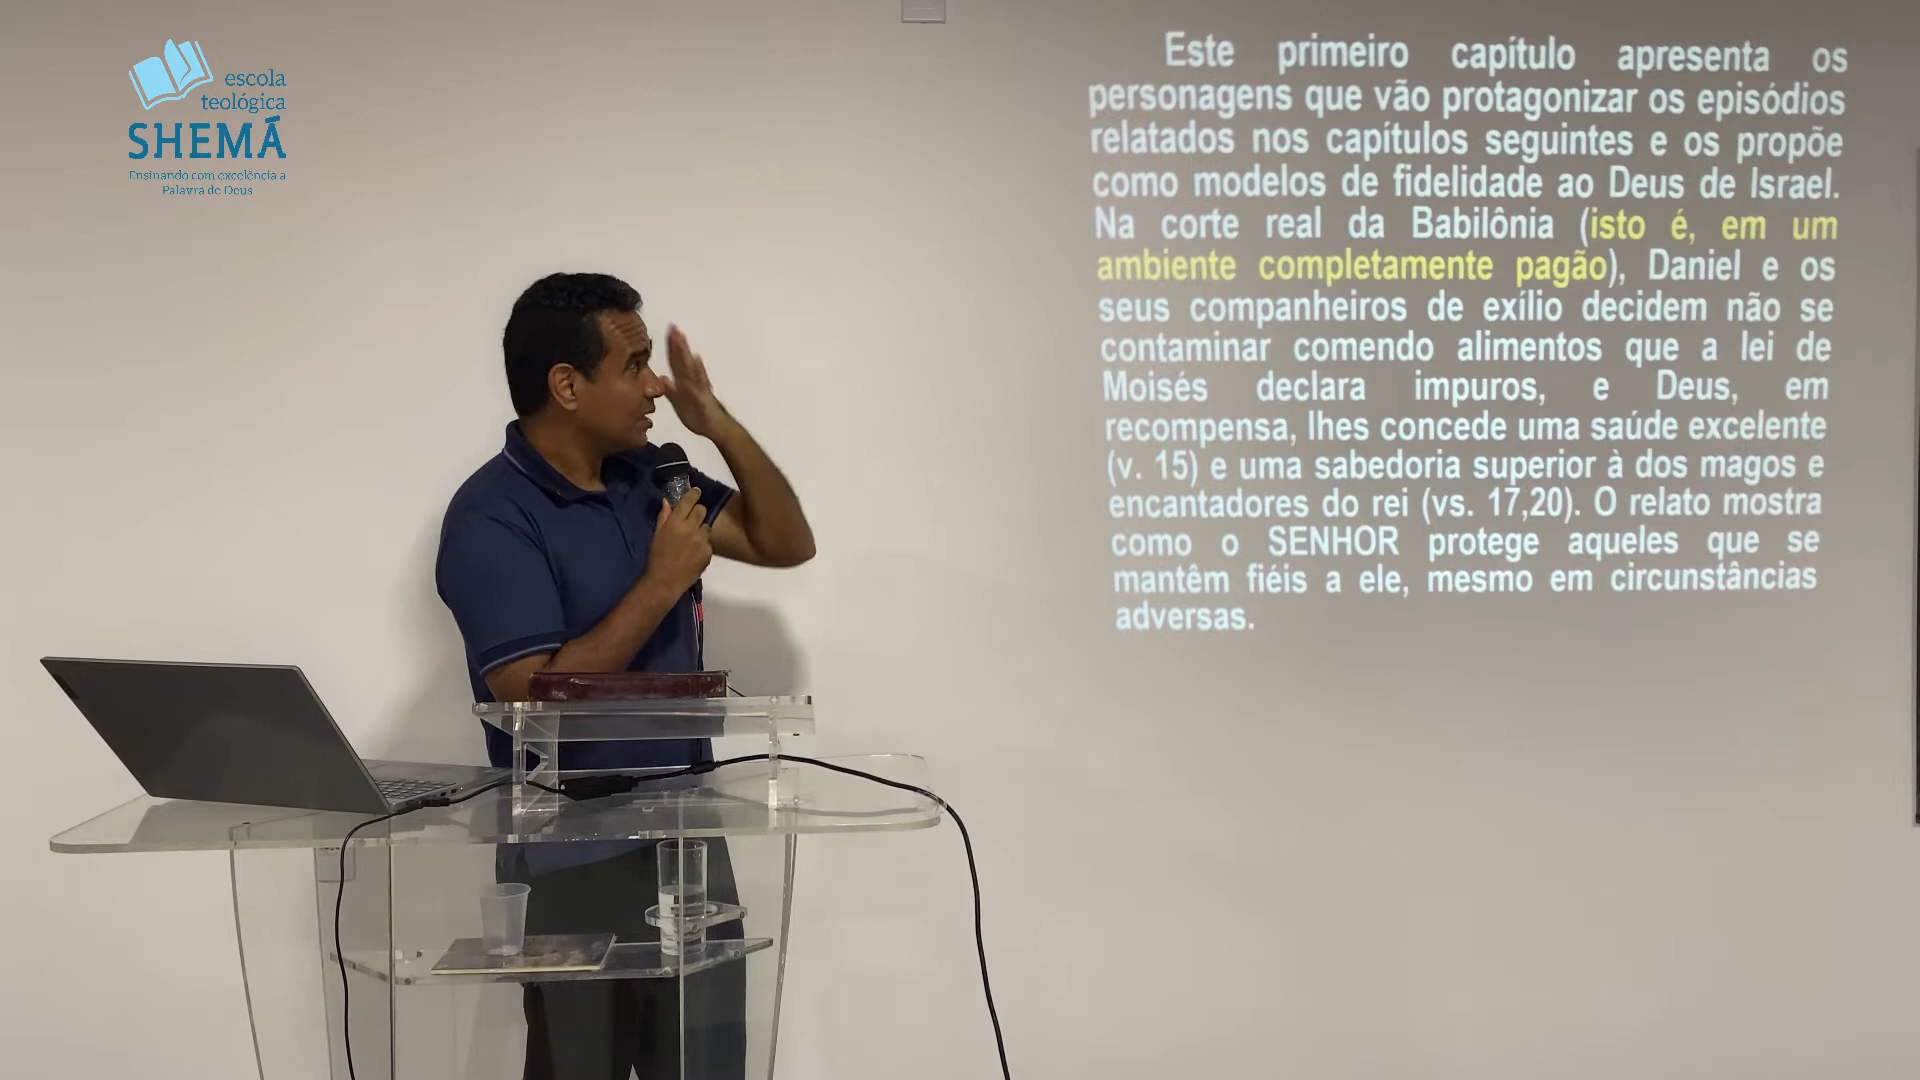 escola
teológica
SHEMÁ
Ensinando com excelência a
Palavra de Deus
Este primeiro capítulo apresenta os
personagens que vão protagonizar os episódios
relatados nos capítulos seguintes e os propõe
como modelos de fidelidade ao Deus de Israel.
Na corte real da Babilônia (isto é, em um
ambiente completamente pagão), Daniel e os
seus companheiros de exílio decidem não se
contaminar comendo alimentos que a lei de
Moisés declara impuros, e Deus, em
recompensa, lhes concede uma saúde excelente
(v. 15) e uma sabedoria superior à dos magos e
encantadores do rei (vs. 17,20). O relato mostra
como o SENHOR protege aqueles que se
mantêm fiéis a ele, mesmo em circunstâncias
adversas.